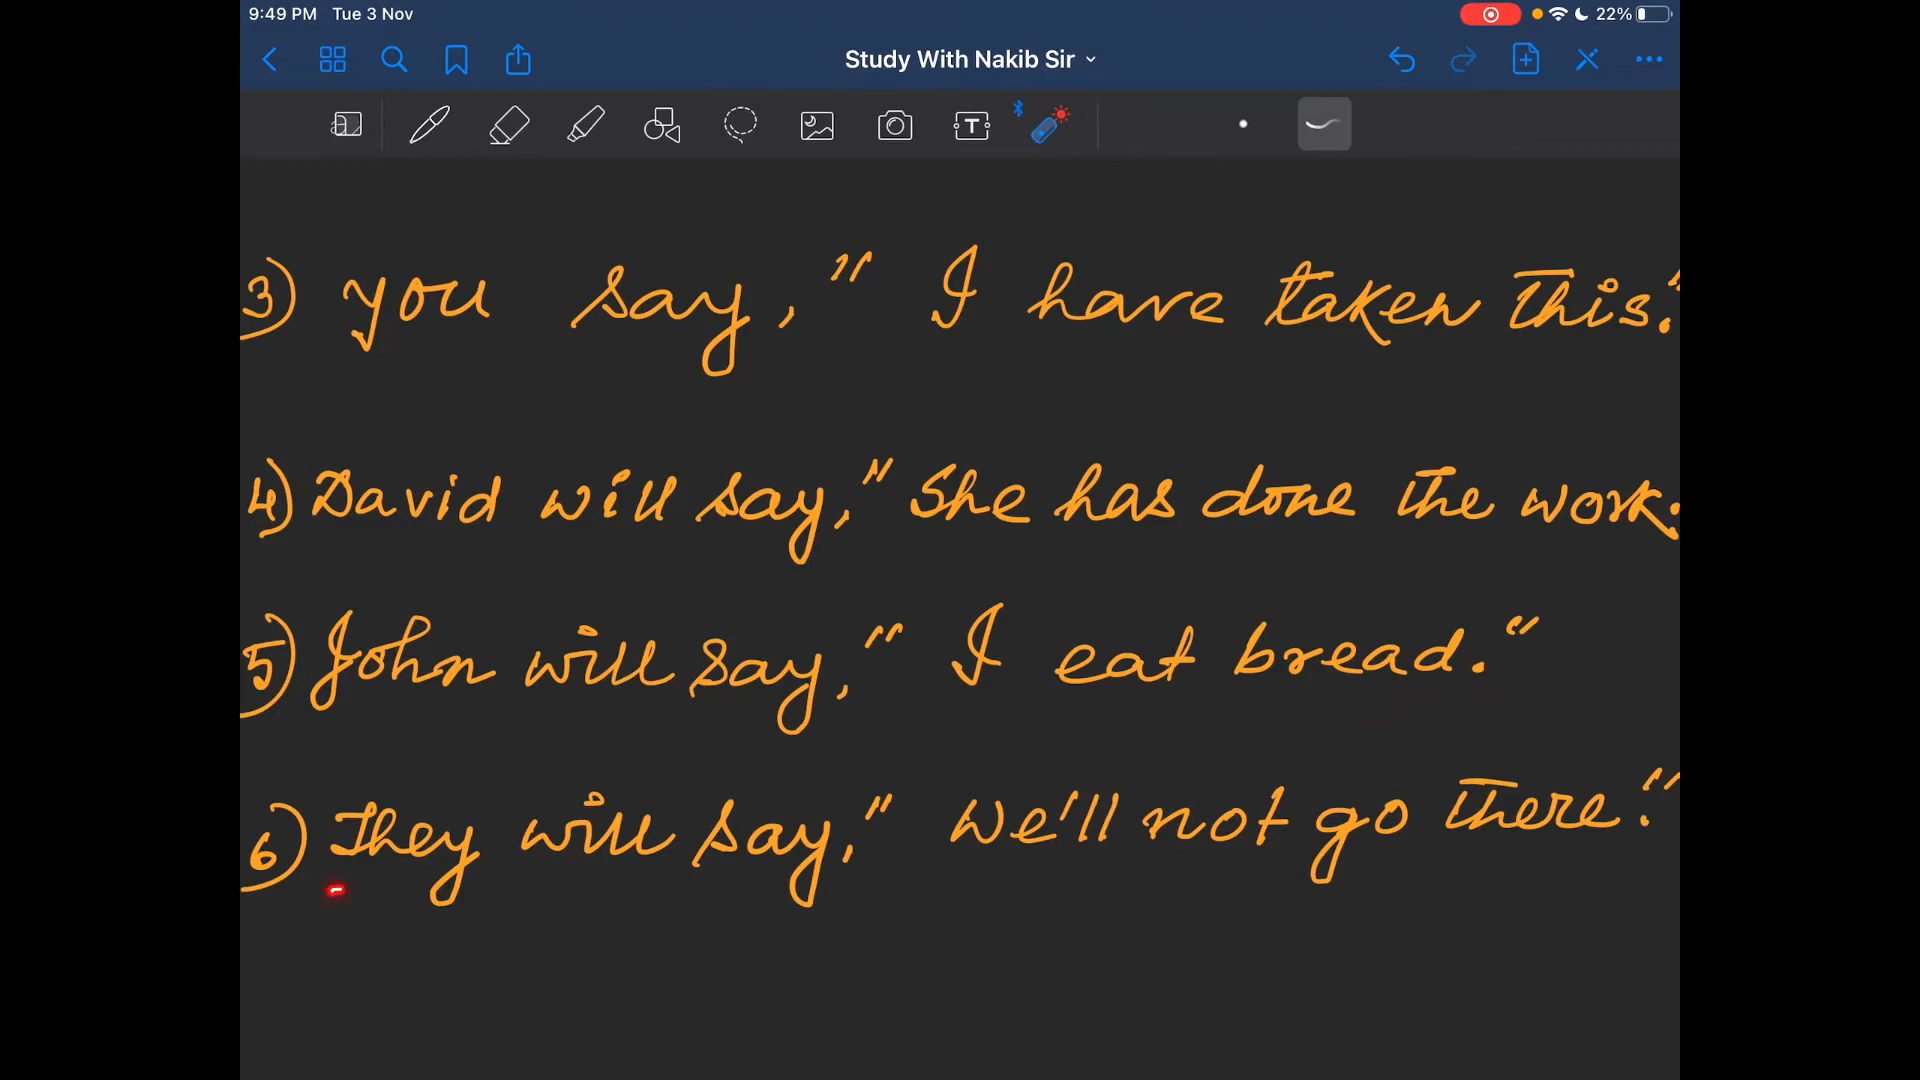 9:49 PM Tue 3 Nov 22%
Study With Nakib Sir
3) you say, " I have taken this."
4) David will say, " She has done the work.
5) John will say, " I eat bread. "
6) They will say, " We'll not go there. "